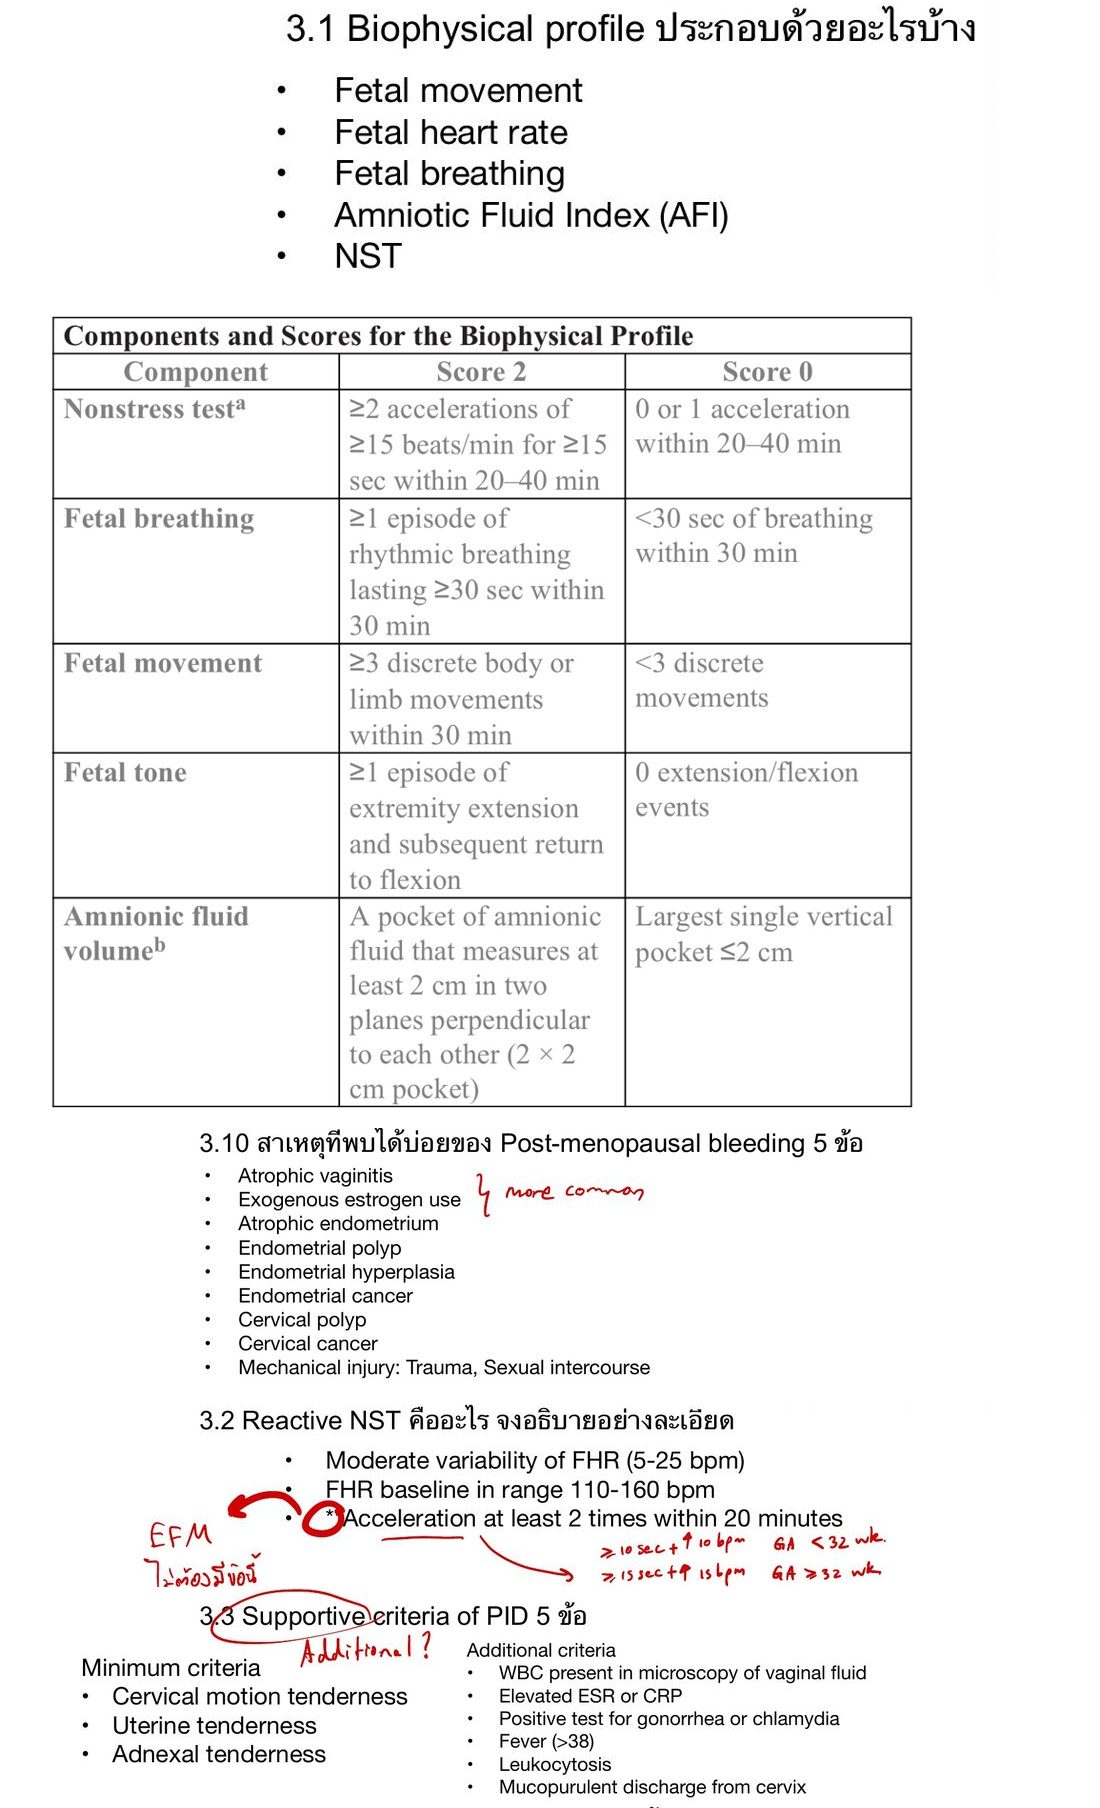 3.1 Biophysical profile ประกอบด้วยอะไรบ้าง
• Fetal movement
• Fetal heart rate
• Fetal breathing
• Amniotic Fluid Index (AFI)
• NST
Components and Scores for the Biophysical Profile
Component Score 2 Score 0
Nonstress testᵃ
≥2 accelerations of
≥15 beats/min for ≥15
sec within 20–40 min
0 or 1 acceleration
within 20–40 min
Fetal breathing
≥1 episode of
rhythmic breathing
lasting ≥30 sec within
30 min
<30 sec of breathing
within 30 min
Fetal movement
≥3 discrete body or
limb movements
within 30 min
<3 discrete
movements
Fetal tone
≥1 episode of
extremity extension
and subsequent return
to flexion
0 extension/flexion
events
Amnionic fluid
volumeᵇ
A pocket of amnionic
fluid that measures at
least 2 cm in two
planes perpendicular
to each other (2 × 2
cm pocket)
Largest single vertical
pocket ≤2 cm
3.10 สาเหตุที่พบได้บ่อยของ Post-menopausal bleeding 5 ข้อ
• Atrophic vaginitis
• Exogenous estrogen use
more common
• Atrophic endometrium
• Endometrial polyp
• Endometrial hyperplasia
• Endometrial cancer
• Cervical polyp
• Cervical cancer
• Mechanical injury: Trauma, Sexual intercourse
3.2 Reactive NST คืออะไร จงอธิบายอย่างละเอียด
• Moderate variability of FHR (5-25 bpm)
• FHR baseline in range 110-160 bpm
• *Acceleration at least 2 times within 20 minutes
EFM
ไม่ต้องมีข้อนี้
≥10 sec + ↑ 10 bpm GA < 32 wk.
≥ 15 sec + ↑ 15 bpm GA ≥ 32 wk
3.3 Supportive criteria of PID 5 ข้อ
Additional ?
Minimum criteria
• Cervical motion tenderness
• Uterine tenderness
• Adnexal tenderness
Additional criteria
• WBC present in microscopy of vaginal fluid
• Elevated ESR or CRP
• Positive test for gonorrhea or chlamydia
• Fever (>38)
• Leukocytosis
• Mucopurulent discharge from cervix